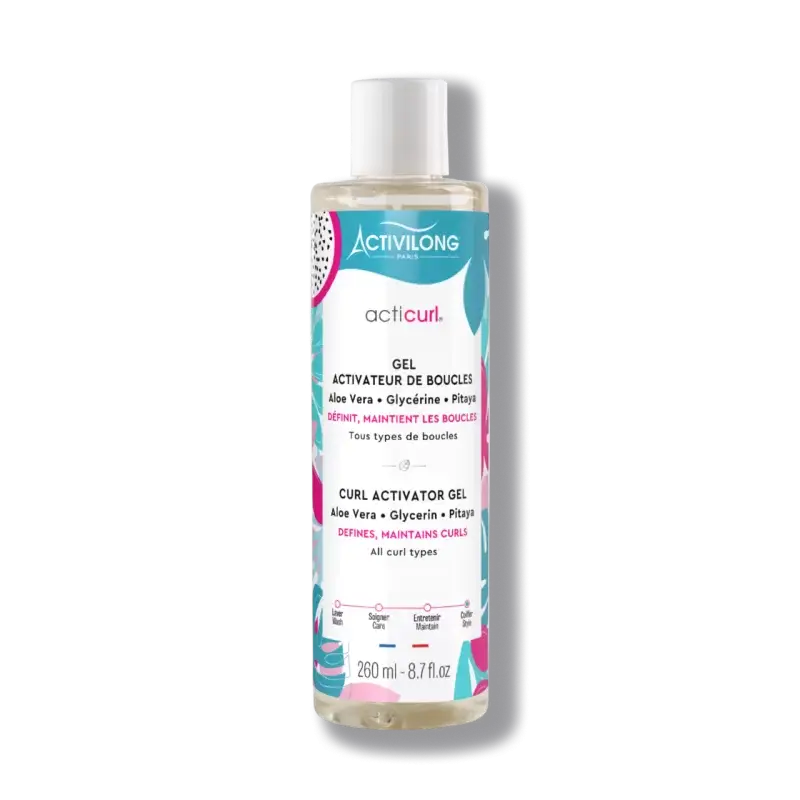 ACTIVILONG
PARIS
acticurl®
GEL
ACTIVATEUR DE BOUCLES
Aloe Vera • Glycérine • Pitaya
DÉFINIT, MAINTIENT LES BOUCLES
Tous types de boucles
CURL ACTIVATOR GEL
Aloe Vera • Glycerin • Pitaya
DEFINES, MAINTAINS CURLS
All curl types
Laver Soigner Entretenir Coiffer
Wash Care Maintain Style
260 ml - 8.7 fl.oz